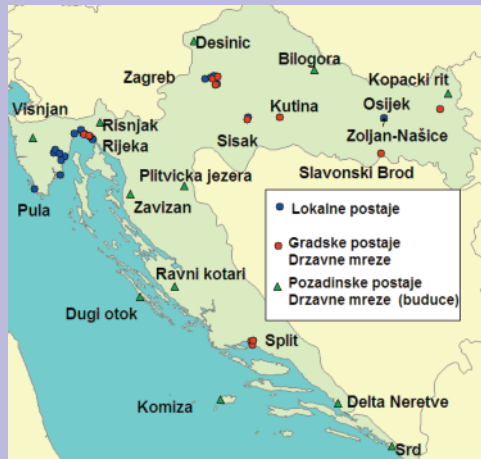 Desinic
Bilogora
Zagreb
Kopacki rit
Visnjan
Kutina
Osijek
Risnjak
Rijeka
Sisak
Zoljan-Našice
Plitvicka jezera
Slavonski Brod
Pula
Zavizan
Lokalne postaje
Gradske postaje
Drzavne mreze
Pozadinske postaje
Drzavne mreze (buduce)
Ravni kotari
Dugi otok
Split
Komiza
Delta Neretve
Srd